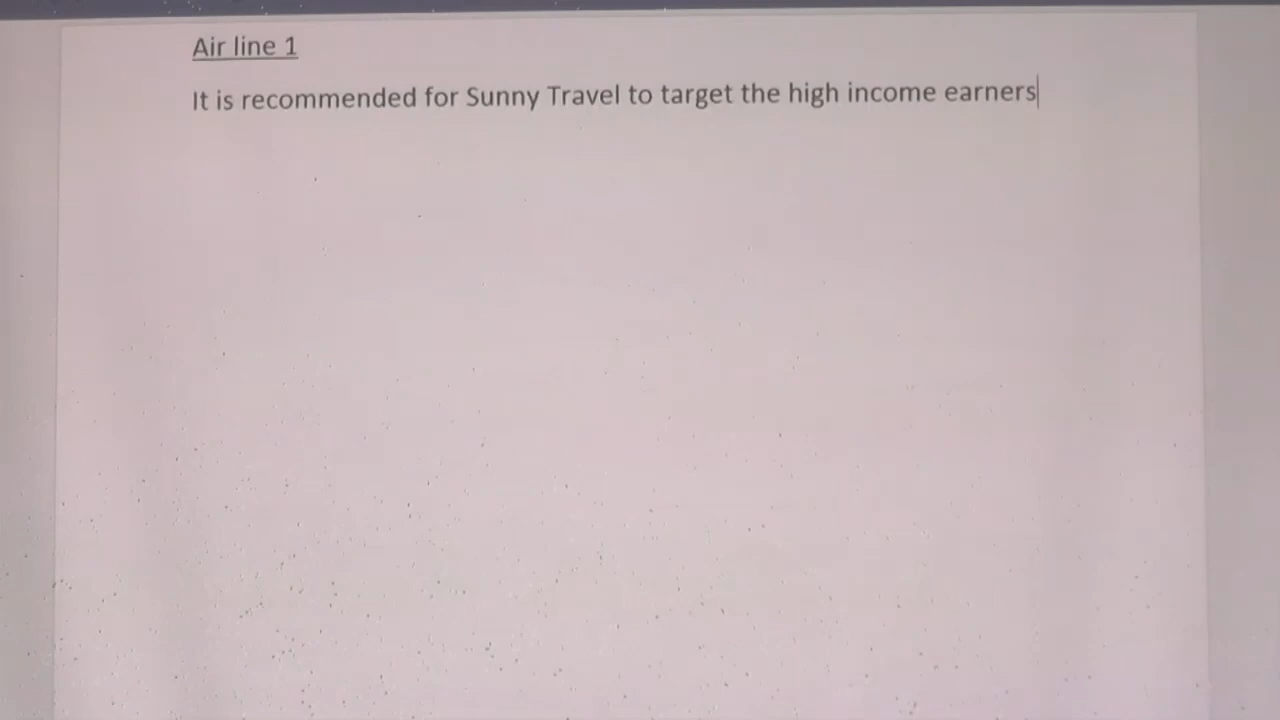 Air line 1
It is recommended for Sunny Travel to target the high income earners